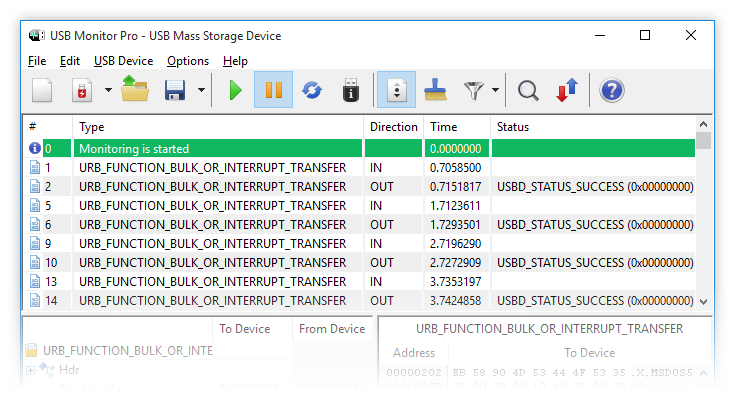 USB Monitor Pro - USB Mass Storage Device
File Edit USB Device Options Help
# Type Direction Time Status
0 Monitoring is started 0.0000000
1 URB_FUNCTION_BULK_OR_INTERRUPT_TRANSFER IN 0.7058500
2 URB_FUNCTION_BULK_OR_INTERRUPT_TRANSFER OUT 0.7151817 USBD_STATUS_SUCCESS (0x00000000)
5 URB_FUNCTION_BULK_OR_INTERRUPT_TRANSFER IN 1.7123611
6 URB_FUNCTION_BULK_OR_INTERRUPT_TRANSFER OUT 1.7293501 USBD_STATUS_SUCCESS (0x00000000)
9 URB_FUNCTION_BULK_OR_INTERRUPT_TRANSFER IN 2.7196290
10 URB_FUNCTION_BULK_OR_INTERRUPT_TRANSFER OUT 2.7272909 USBD_STATUS_SUCCESS (0x00000000)
13 URB_FUNCTION_BULK_OR_INTERRUPT_TRANSFER IN 3.7353197
14 URB_FUNCTION_BULK_OR_INTERRUPT_TRANSFER OUT 3.7424858 USBD_STATUS_SUCCESS (0x00000000)
To Device From Device
URB_FUNCTION_BULK_OR_INTE
Hdr
URB_FUNCTION_BULK_OR_INTERRUPT_TRANSFER
Address To Device
00000202 EB 58 90 4D 53 44 4F 53 35 .X.MSDOS5